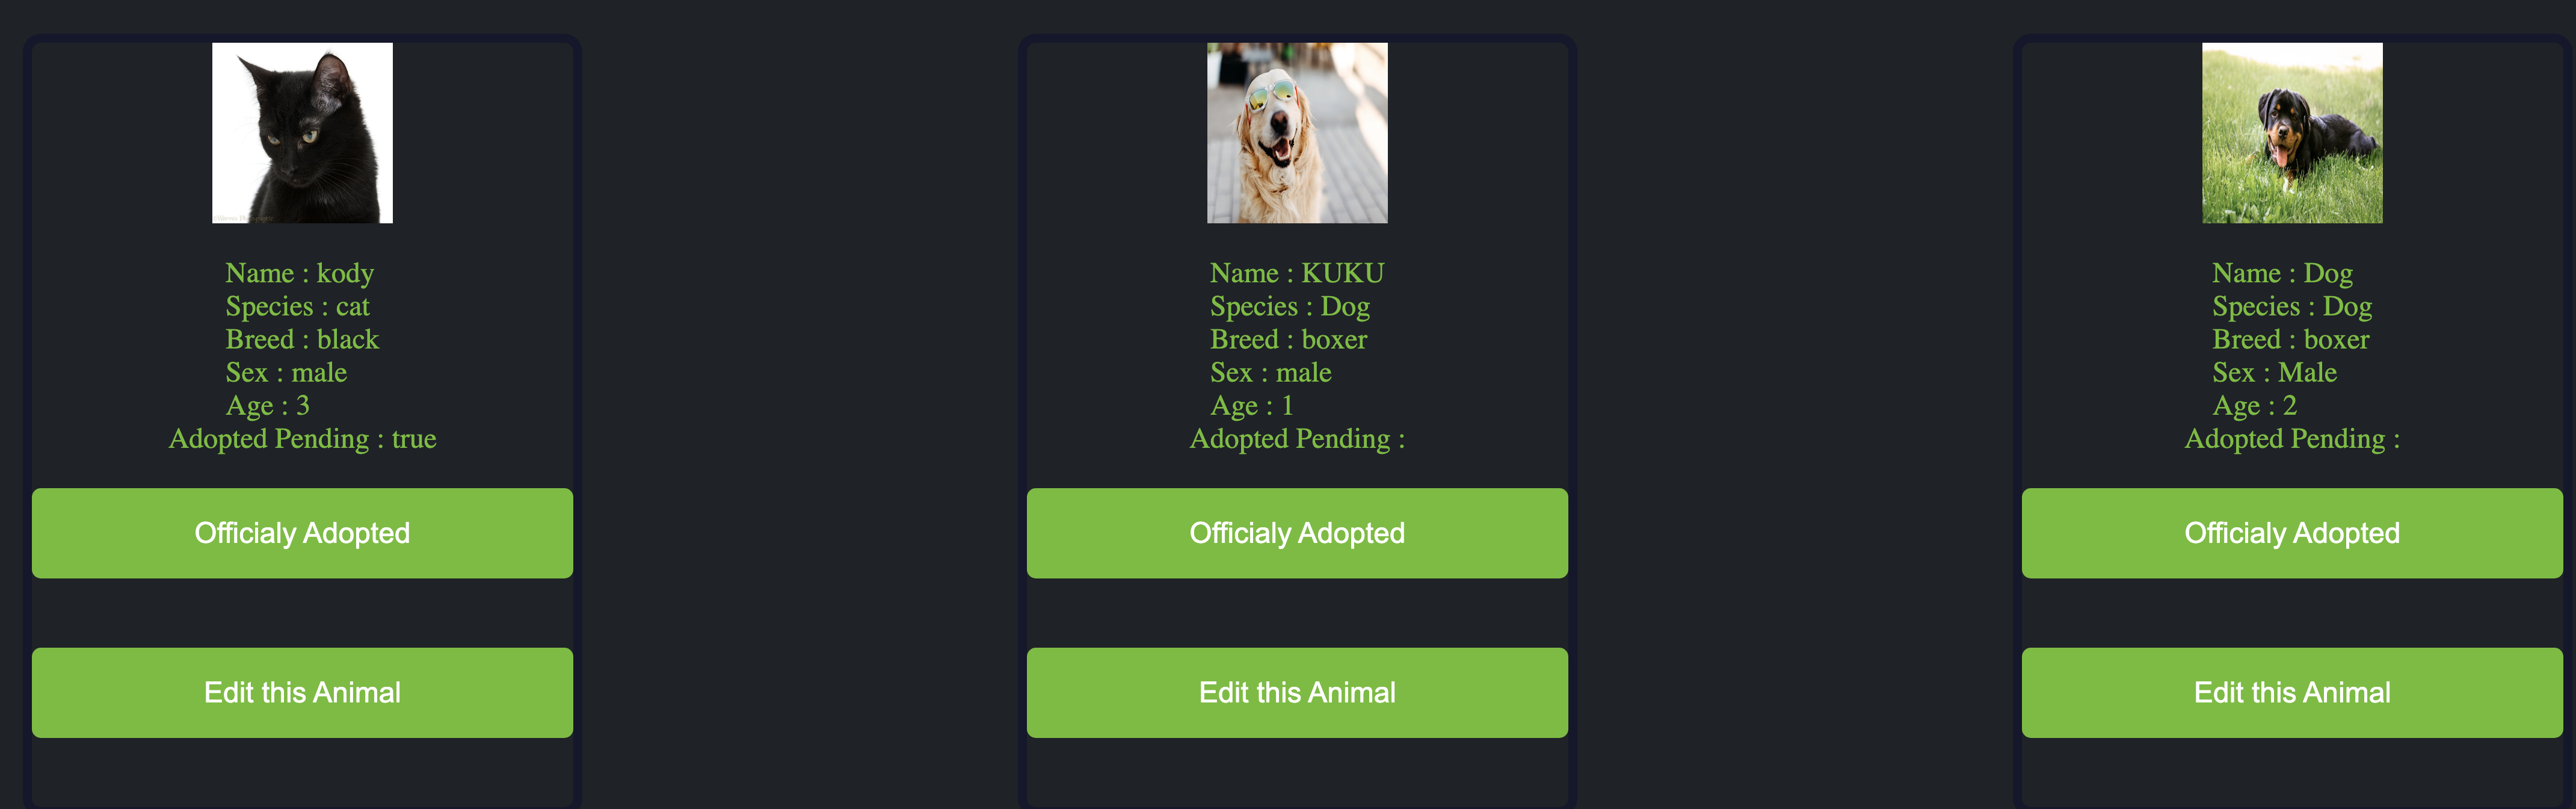 Name : kody
Species : cat
Breed : black
Sex : male
Age : 3
Adopted Pending : true
Officialy Adopted
Edit this Animal
Name : KUKU
Species : Dog
Breed : boxer
Sex : male
Age : 1
Adopted Pending :
Officialy Adopted
Edit this Animal
Name : Dog
Species : Dog
Breed : boxer
Sex : Male
Age : 2
Adopted Pending :
Officialy Adopted
Edit this Animal